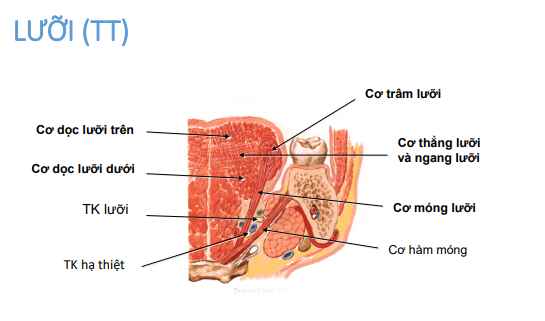 LƯỠI (TT)
Cơ trâm lưỡi
Cơ dọc lưỡi trên
Cơ thẳng lưỡi
và ngang lưỡi
Cơ dọc lưỡi dưới
TK lưỡi
Cơ móng lưỡi
Cơ hàm móng
TK hạ thiệt